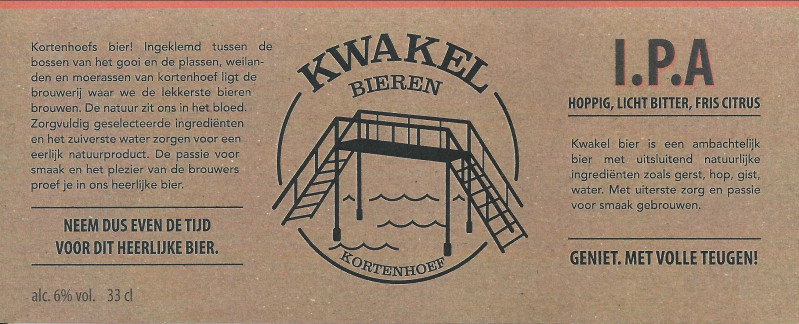 Kortenhoefs bier! Ingeklemd tussen de
bossen van het gooi en de plassen, weilan-
den en moerassen van kortenhoef ligt de
brouwerij waar we de lekkerste bieren
brouwen. De natuur zit ons in het bloed.
Zorgvuldig geselecteerde ingrediënten
en het zuiverste water zorgen voor een
eerlijk natuurproduct. De passie voor
smaak en het plezier van de brouwers
proef je in ons heerlijke bier.
NEEM DUS EVEN DE TIJD
VOOR DIT HEERLIJKE BIER.
alc. 6% vol. 33 cl
KWAKEL
BIEREN
KORTENHOEF
I.P.A
HOPPIG, LICHT BITTER, FRIS CITRUS
Kwakel bier is een ambachtelijk
bier met uitsluitend natuurlijke
ingrediënten zoals gerst, hop, gist,
water. Met uiterste zorg en passie
voor smaak gebrouwen.
GENIET. MET VOLLE TEUGEN!